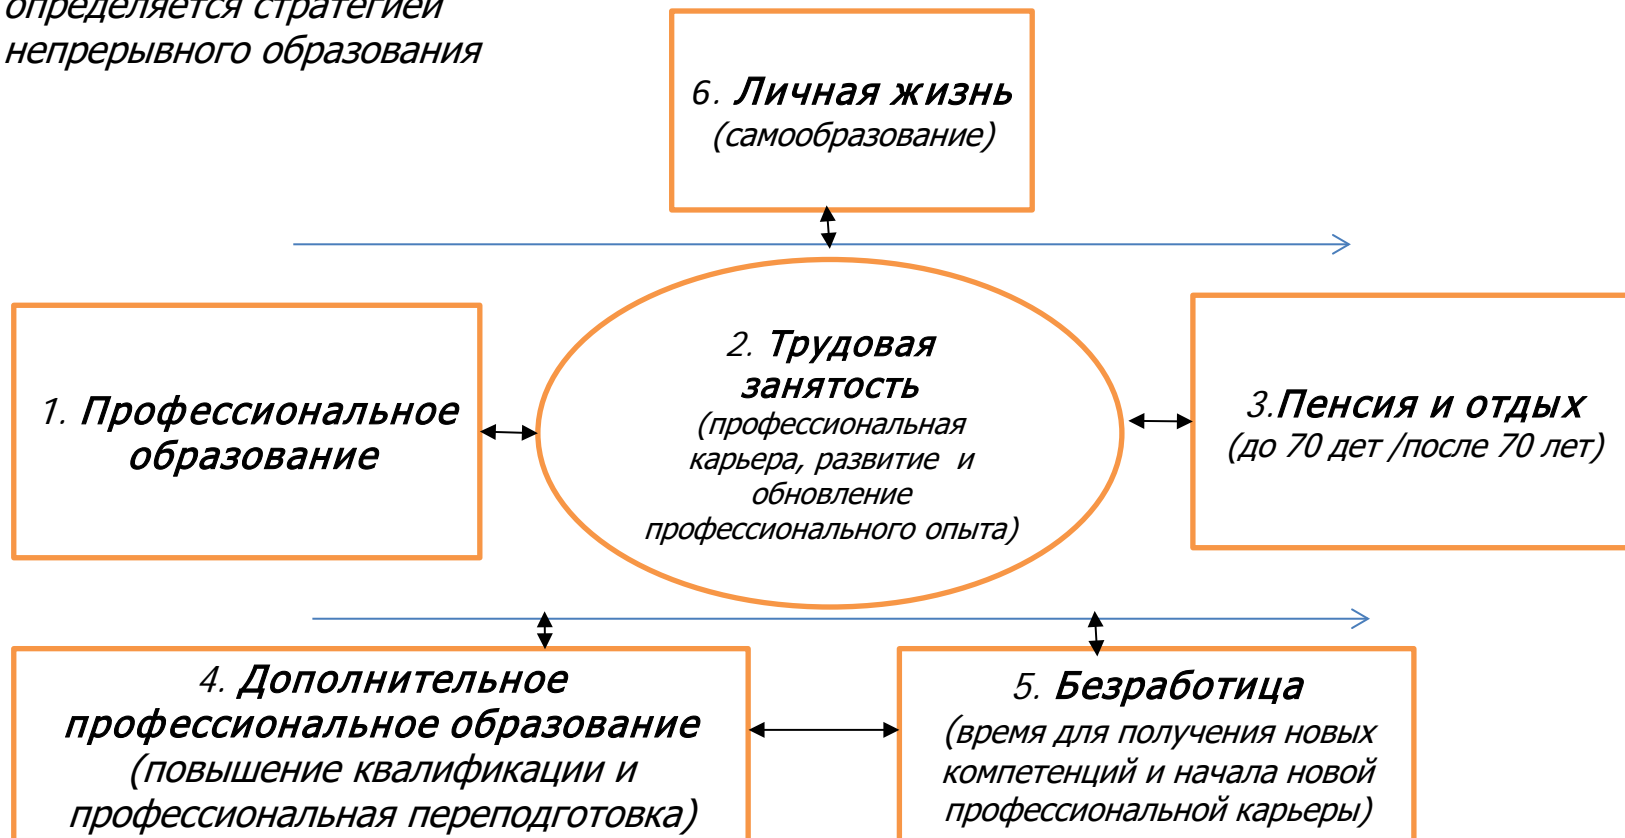 определяется стратегией
непрерывного образования
6. Личная жизнь
(самообразование)
1. Профессиональное
образование
2. Трудовая
занятость
(профессиональная
карьера, развитие и
обновление
профессионального опыта)
3.Пенсия и отдых
(до 70 дет /после 70 лет)
4. Дополнительное
профессиональное образование
(повышение квалификации и
профессиональная переподготовка)
5. Безработица
(время для получения новых
компетенций и начала новой
профессиональной карьеры)